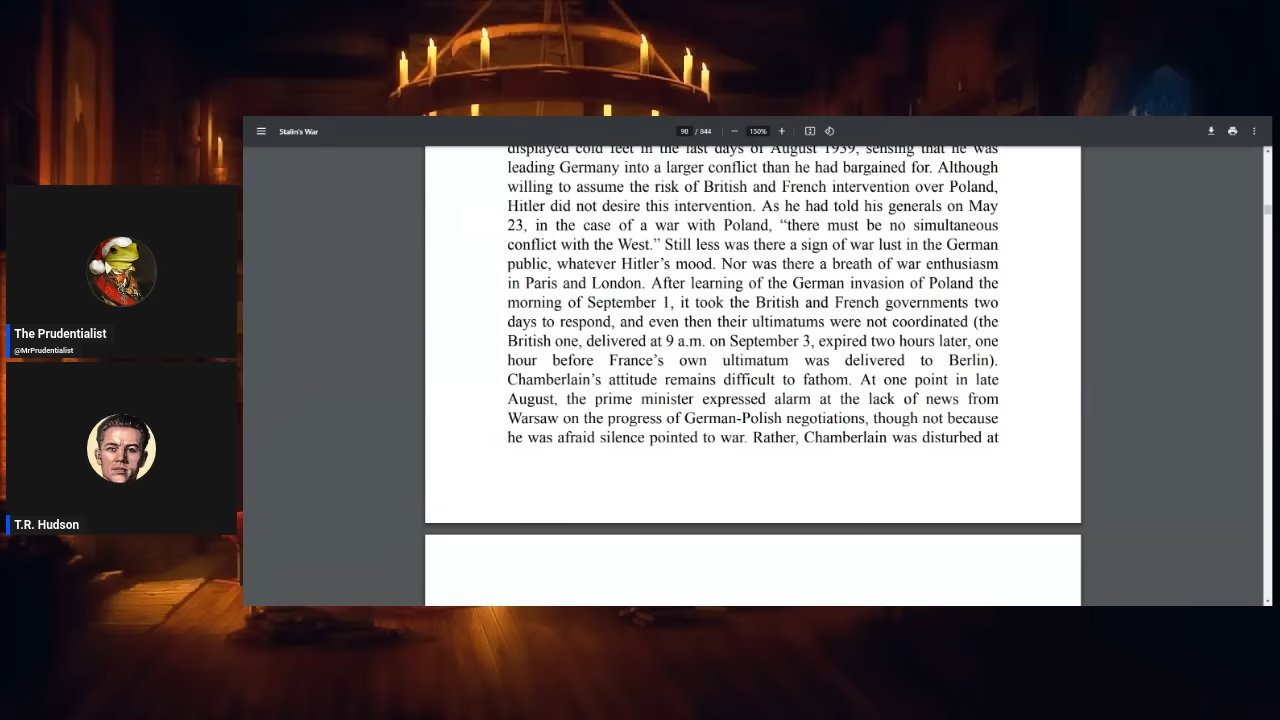 Stalin's War
98 / 844
150%
displayed cold feet in the last days of August 1939, sensing that he was
leading Germany into a larger conflict than he had bargained for. Although
willing to assume the risk of British and French intervention over Poland,
Hitler did not desire this intervention. As he had told his generals on May
23, in the case of a war with Poland, “there must be no simultaneous
conflict with the West.” Still less was there a sign of war lust in the German
public, whatever Hitler’s mood. Nor was there a breath of war enthusiasm
in Paris and London. After learning of the German invasion of Poland the
morning of September 1, it took the British and French governments two
days to respond, and even then their ultimatums were not coordinated (the
British one, delivered at 9 a.m. on September 3, expired two hours later, one
hour before France’s own ultimatum was delivered to Berlin).
Chamberlain’s attitude remains difficult to fathom. At one point in late
August, the prime minister expressed alarm at the lack of news from
Warsaw on the progress of German-Polish negotiations, though not because
he was afraid silence pointed to war. Rather, Chamberlain was disturbed at
The Prudentialist
@MrPrudentialist
T.R. Hudson